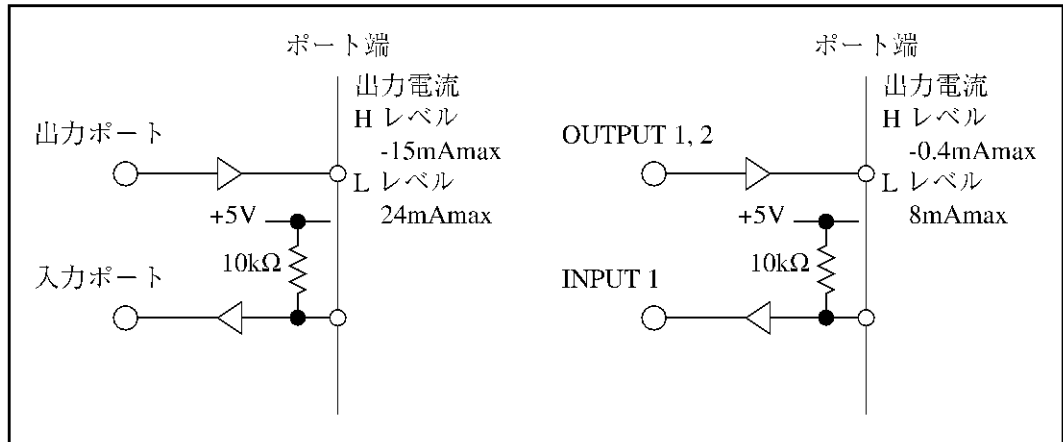 ポート端
出力電流
H レベル
-15mAmax
L レベル
24mAmax
出力ポート
+5V
10kΩ
入力ポート
ポート端
出力電流
H レベル
-0.4mAmax
L レベル
8mAmax
OUTPUT 1, 2
+5V
10kΩ
INPUT 1